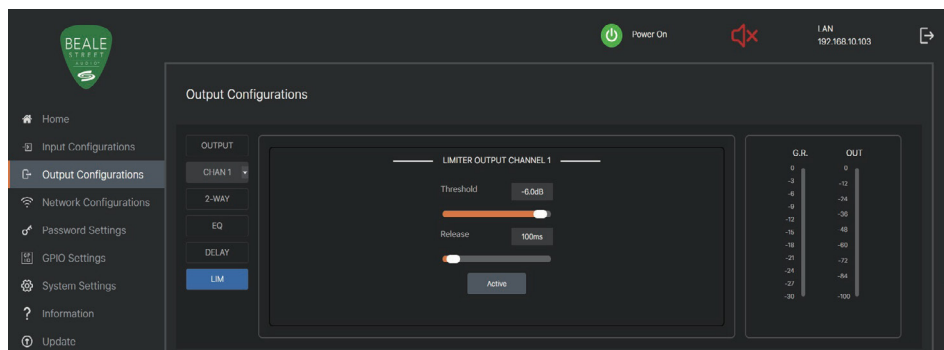 BEALE
STREET
AUDIO
Power On
LAN
192.168.10.103
Output Configurations
Home
Input Configurations
Output Configurations
Network Configurations
Password Settings
GPIO Settings
System Settings
Information
Update
OUTPUT
CHAN 1
2-WAY
EQ
DELAY
LIM
LIMITER OUTPUT CHANNEL 1
Threshold
-6.0dB
Release
100ms
Active
G.R.
0
-3
-6
-9
-12
-15
-18
-21
-24
-27
-30
OUT
0
-12
-24
-36
-48
-60
-72
-84
-100